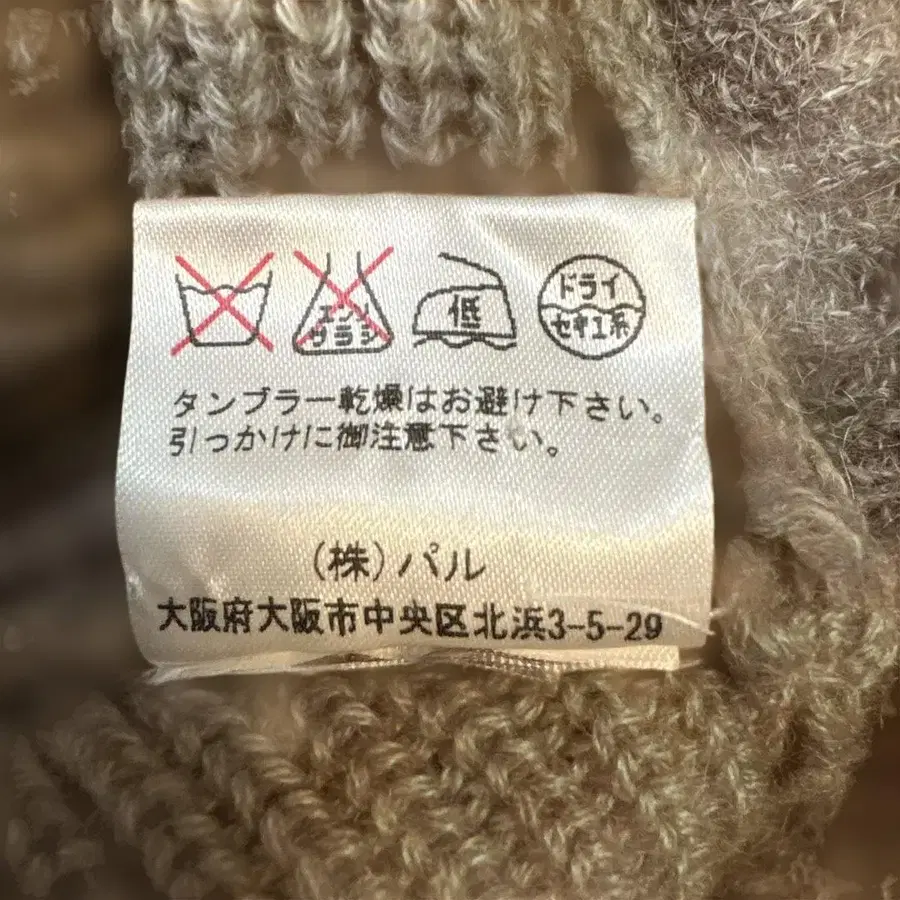 エンソ
サラシ
低
ドライ
セキユ系
タンブラー乾燥はお避け下さい。
引っかけに御注意下さい。
(株)パル
大阪府大阪市中央区北浜3-5-29